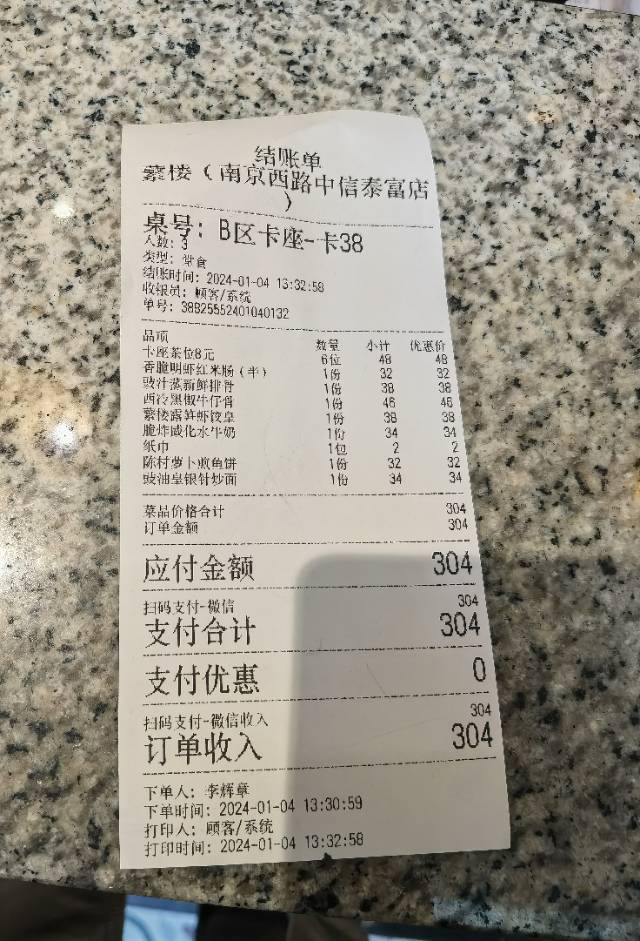 结账单
蘩楼（南京西路中信泰富店
）
桌号：B区卡座-卡38
人数：3
类型：堂食
结账时间：2024-01-04 13:32:58
收银员：顾客/系统
单号：38825552401040132
品项 数量 小计 优惠价
卡座茶位8元 6位 48 48
香脆明虾红米肠（半） 1份 32 32
豉汁蒸新鲜排骨 1份 38 38
西冷黑椒牛仔骨 1份 46 46
蘩楼露笋虾饺皇 1份 38 38
脆炸咸化水牛奶 1份 34 34
纸巾 1包 2 2
陈村萝卜煎鱼饼 1份 32 32
豉油皇银针炒面 1份 34 34
菜品价格合计 304
订单金额 304
应付金额 304
扫码支付-微信 304
支付合计 304
支付优惠 0
扫码支付-微信收入 304
订单收入 304
下单人：李辉章
下单时间：2024-01-04 13:30:59
打印人：顾客/系统
打印时间：2024-01-04 13:32:58